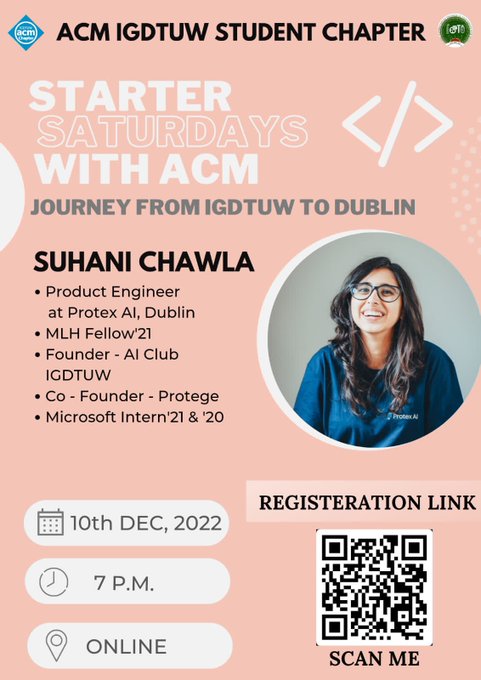 acm
Chapter
ACM IGDTUW STUDENT CHAPTER
STARTER
SATURDAYS
WITH ACM
</>
JOURNEY FROM IGDTUW TO DUBLIN
SUHANI CHAWLA
• Product Engineer
at Protex AI, Dublin
• MLH Fellow'21
• Founder - AI Club
IGDTUW
• Co - Founder - Protege
• Microsoft Intern'21 & '20
Protex AI
REGISTERATION LINK
10th DEC, 2022
7 P.M.
ONLINE
SCAN ME